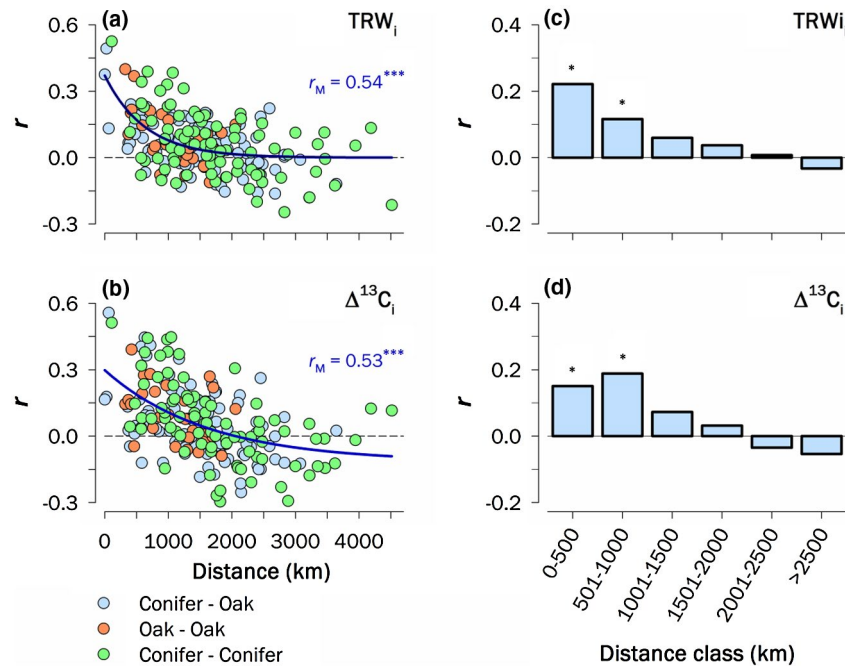 (a) TRWi
0.6
0.3
0.0
-0.3
r
rM = 0.54***
(c) TRWi
0.4
0.2
0.0
-0.2
r
* *
(b) Δ13Ci
0.6
0.3
0.0
-0.3
r
rM = 0.53***
0 1000 2000 3000 4000
Distance (km)
(d) Δ13Ci
0.4
0.2
0.0
-0.2
r
* *
0-500 501-1000 1001-1500 1501-2000 2001-2500 >2500
Distance class (km)
Conifer - Oak
Oak - Oak
Conifer - Conifer